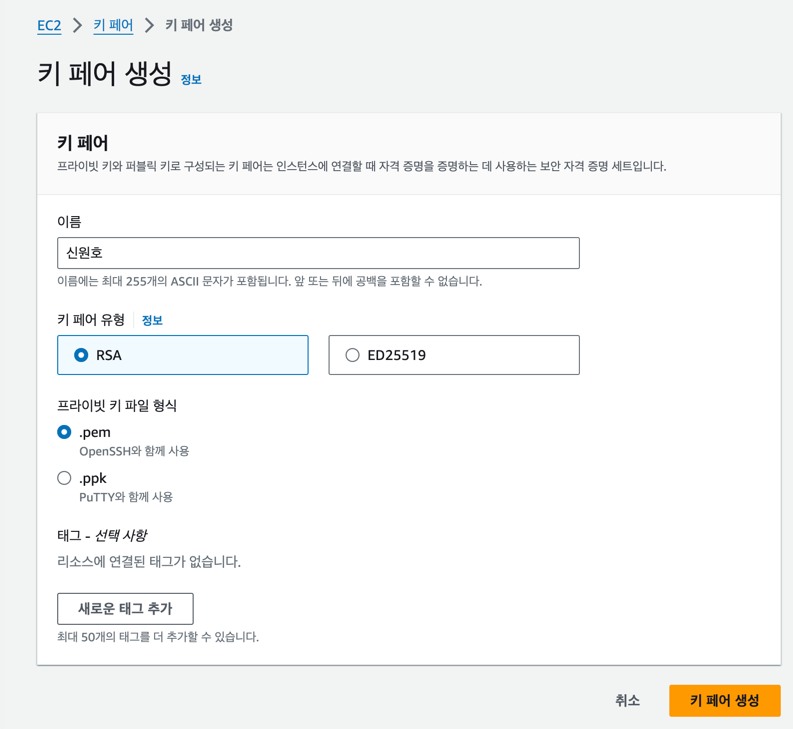 EC2 > 키 페어 > 키 페어 생성
키 페어 생성 정보
키 페어
프라이빗 키와 퍼블릭 키로 구성되는 키 페어는 인스턴스에 연결할 때 자격 증명을 증명하는 데 사용하는 보안 자격 증명 세트입니다.
이름
신원호
이름에는 최대 255개의 ASCII 문자가 포함됩니다. 앞 또는 뒤에 공백을 포함할 수 없습니다.
키 페어 유형 정보
RSA ED25519
프라이빗 키 파일 형식
.pem
OpenSSH와 함께 사용
.ppk
PuTTY와 함께 사용
태그 - 선택 사항
리소스에 연결된 태그가 없습니다.
새로운 태그 추가
최대 50개의 태그를 더 추가할 수 있습니다.
취소 키 페어 생성